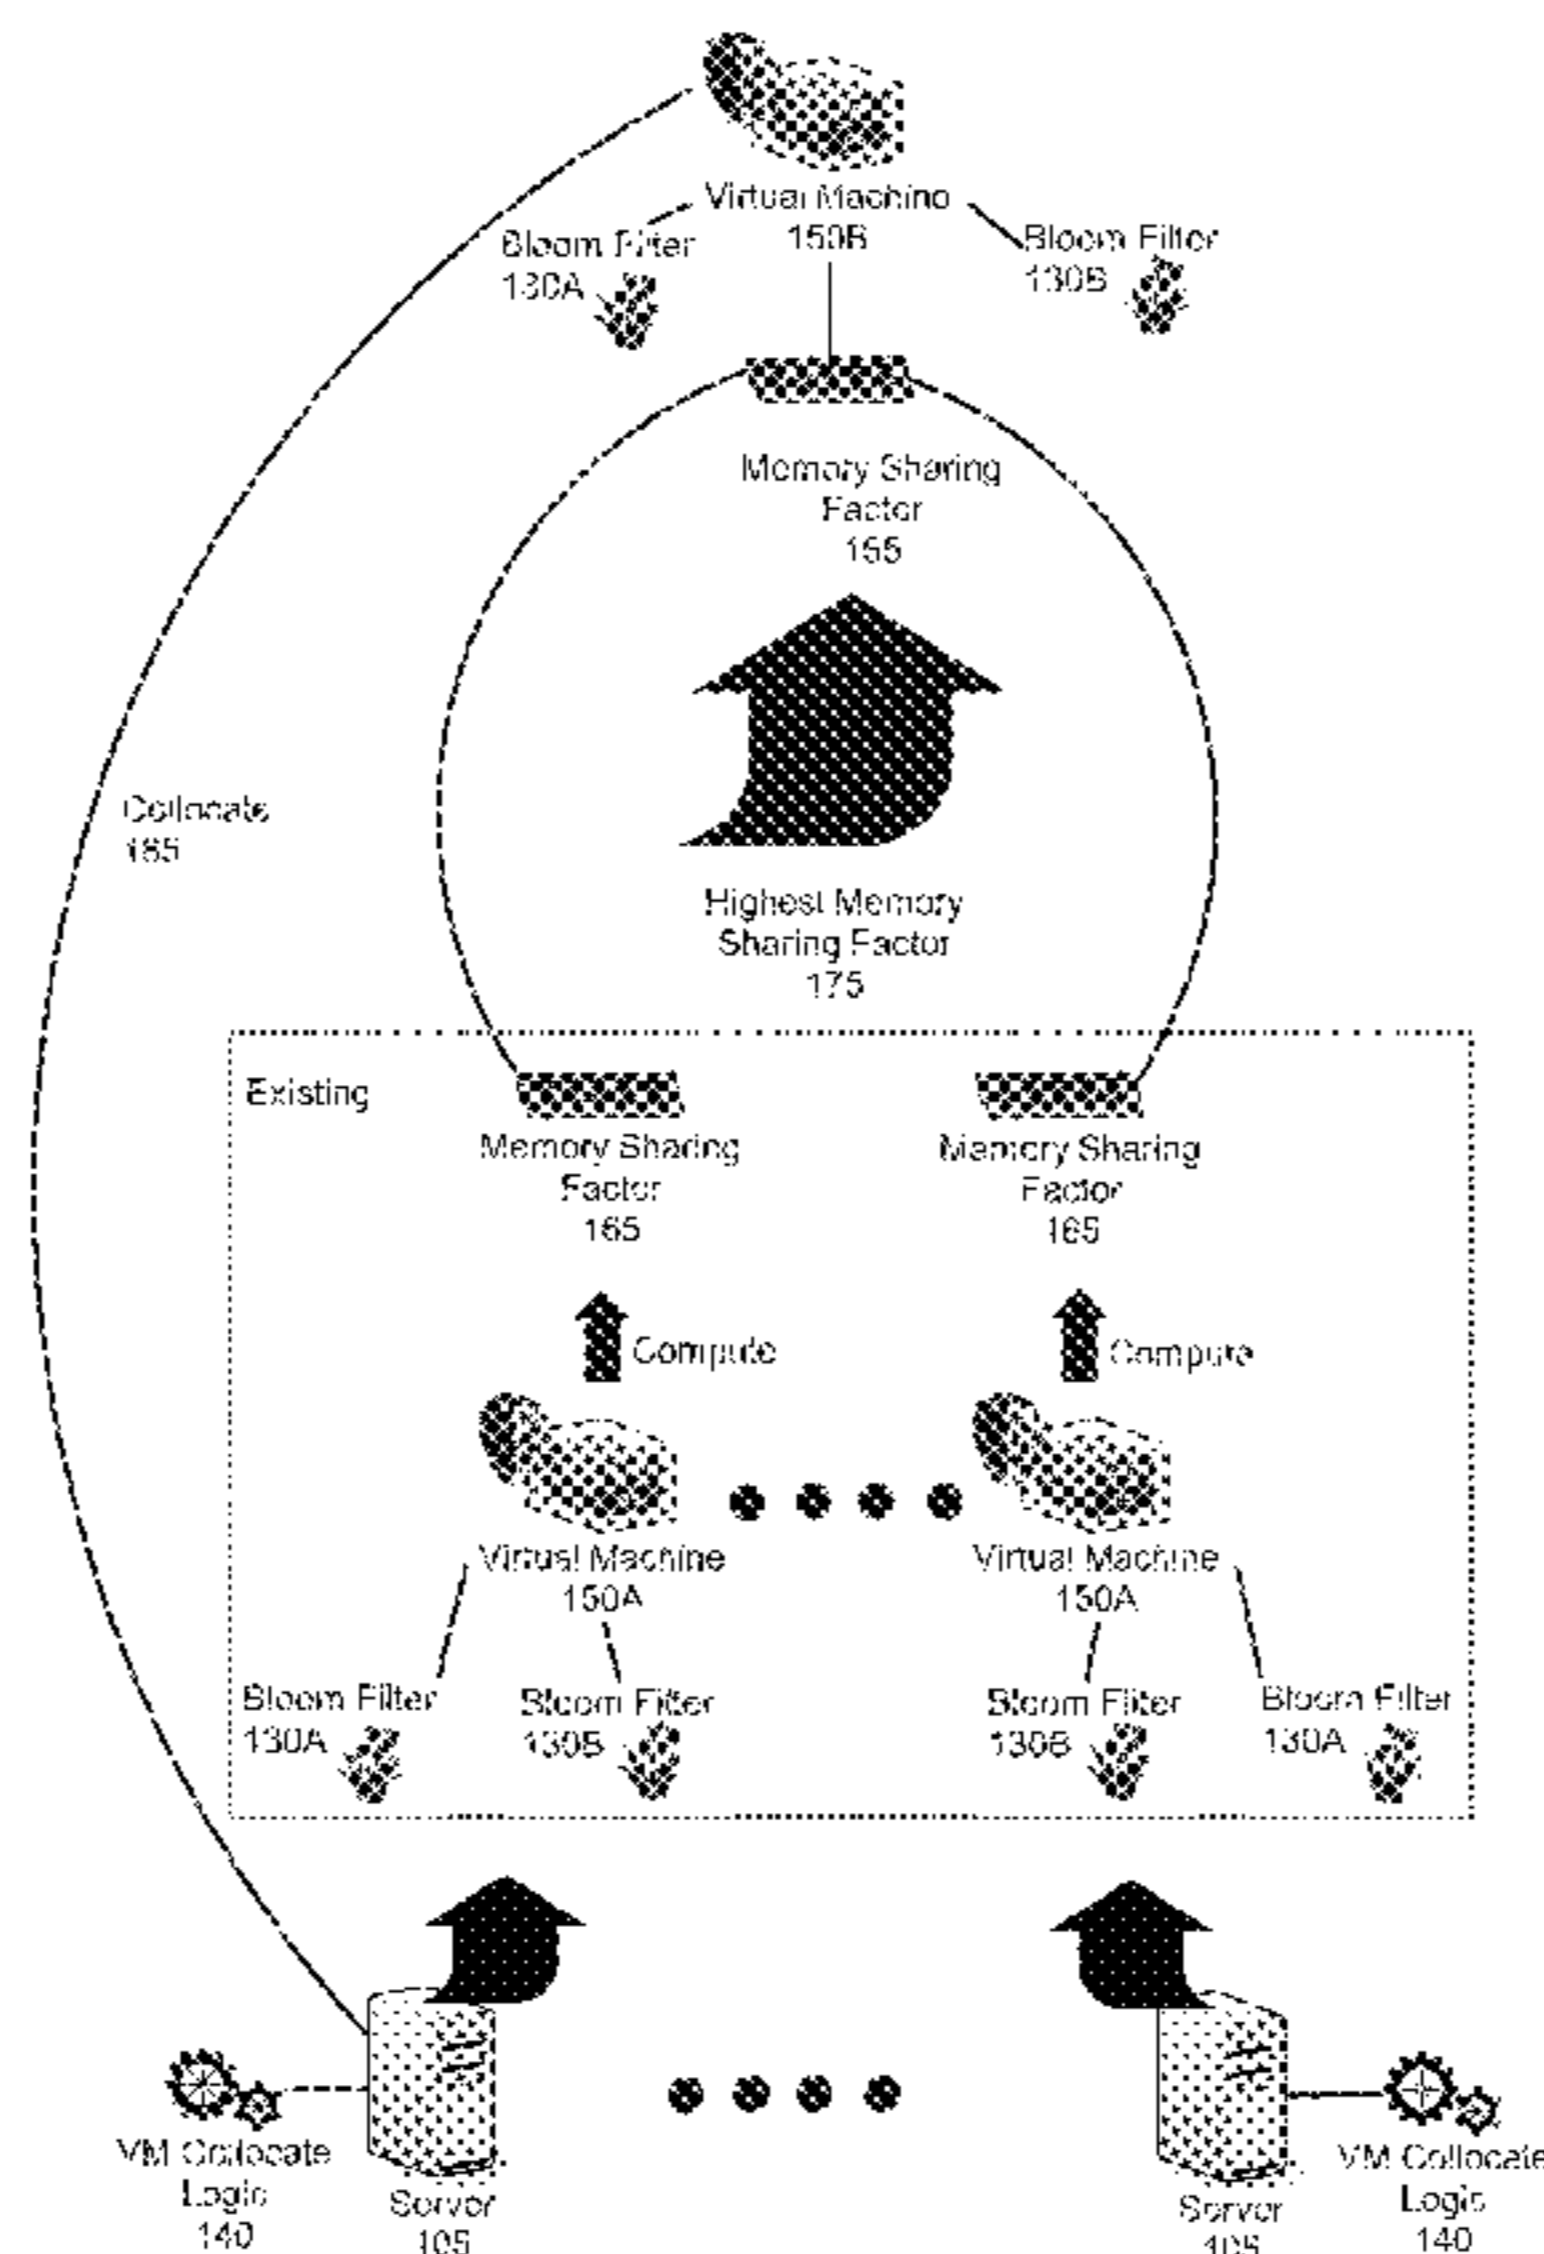 Virtual Machine
150B
Bloom Filter
130A
Bloom Filter
130B
Memory Sharing
Factor
165
Collocate
185
Highest Memory
Sharing Factor
175
Existing
Memory Sharing
Factor
165
Memory Sharing
Factor
165
Compute
Compute
Virtual Machine
150A
Virtual Machine
150A
Bloom Filter
130A
Bloom Filter
130B
Bloom Filter
130B
Bloom Filter
130A
VM Collocate
Logic
140
Server
105
Server
105
VM Collocate
Logic
140